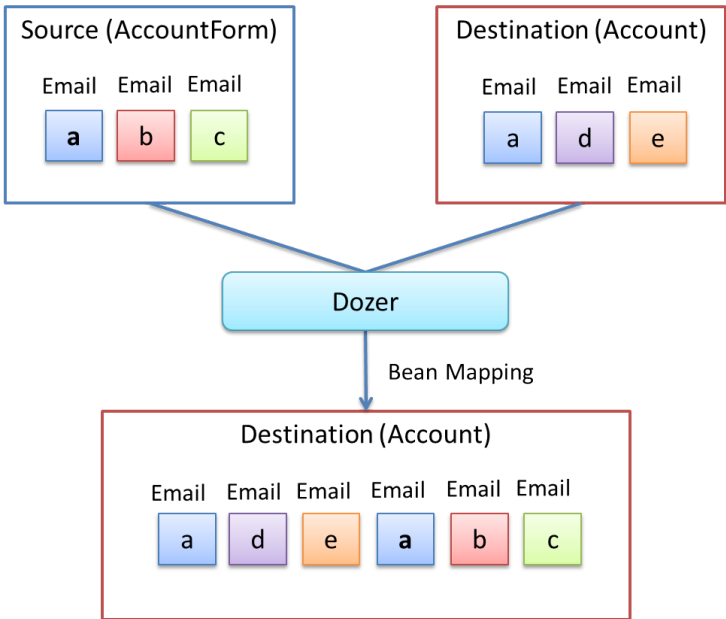 Source (AccountForm)
Email Email Email
a b c
Destination (Account)
Email Email Email
a d e
Dozer
Bean Mapping
Destination (Account)
Email Email Email Email Email Email
a d e a b c